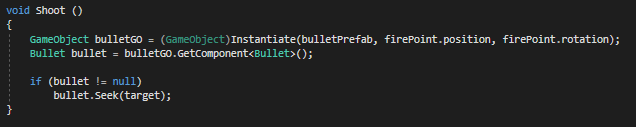 void Shoot ()
{
    GameObject bulletGO = (GameObject)Instantiate(bulletPrefab, firePoint.position, firePoint.rotation);
    Bullet bullet = bulletGO.GetComponent<Bullet>();

    if (bullet != null)
        bullet.Seek(target);
}